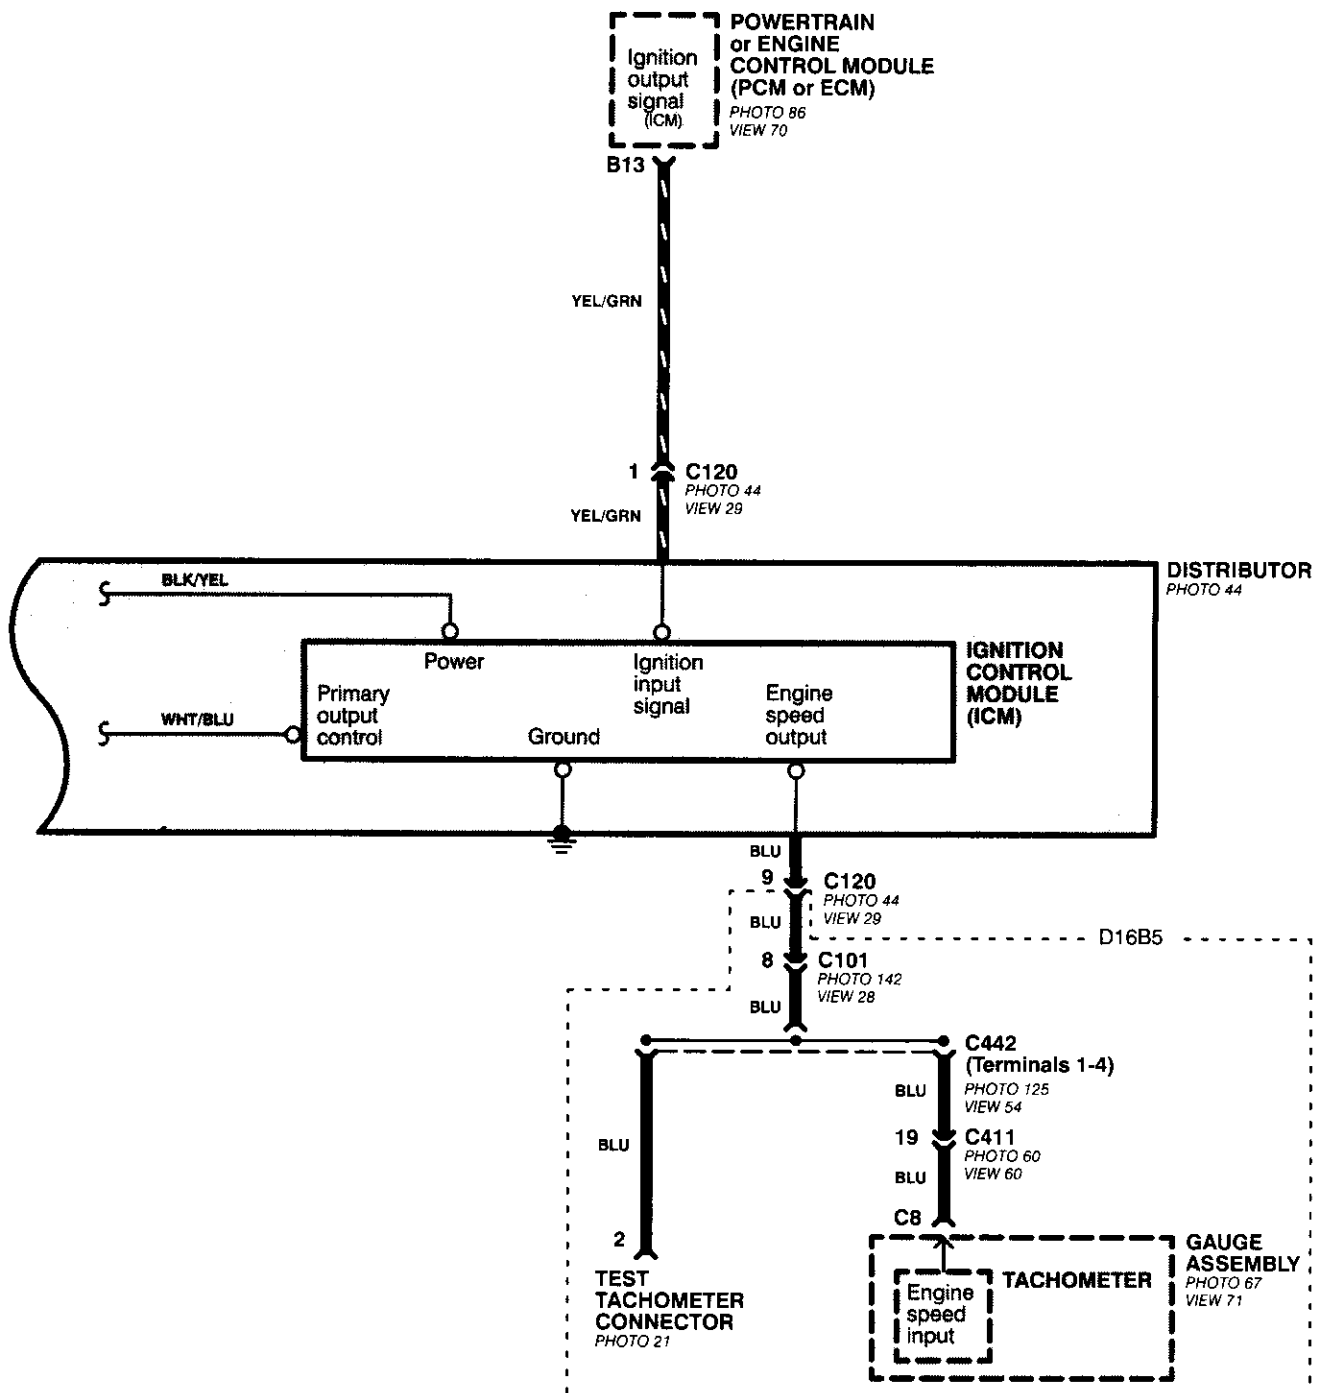 POWERTRAIN
or ENGINE
CONTROL MODULE
(PCM or ECM)
PHOTO 86
VIEW 70
Ignition
output
signal
(ICM)
B13
YEL/GRN
1
C120
PHOTO 44
VIEW 29
YEL/GRN
DISTRIBUTOR
PHOTO 44
BLK/YEL
Power
Ignition
input
signal
IGNITION
CONTROL
MODULE
(ICM)
Primary
output
control
WHT/BLU
Ground
Engine
speed
output
BLU
9
C120
PHOTO 44
VIEW 29
BLU
D16B5
8
C101
PHOTO 142
VIEW 28
BLU
C442
(Terminals 1-4)
PHOTO 125
VIEW 54
BLU
19
C411
PHOTO 60
VIEW 60
BLU
BLU
C8
2
TEST
TACHOMETER
CONNECTOR
PHOTO 21
GAUGE
ASSEMBLY
PHOTO 67
VIEW 71
TACHOMETER
Engine
speed
input